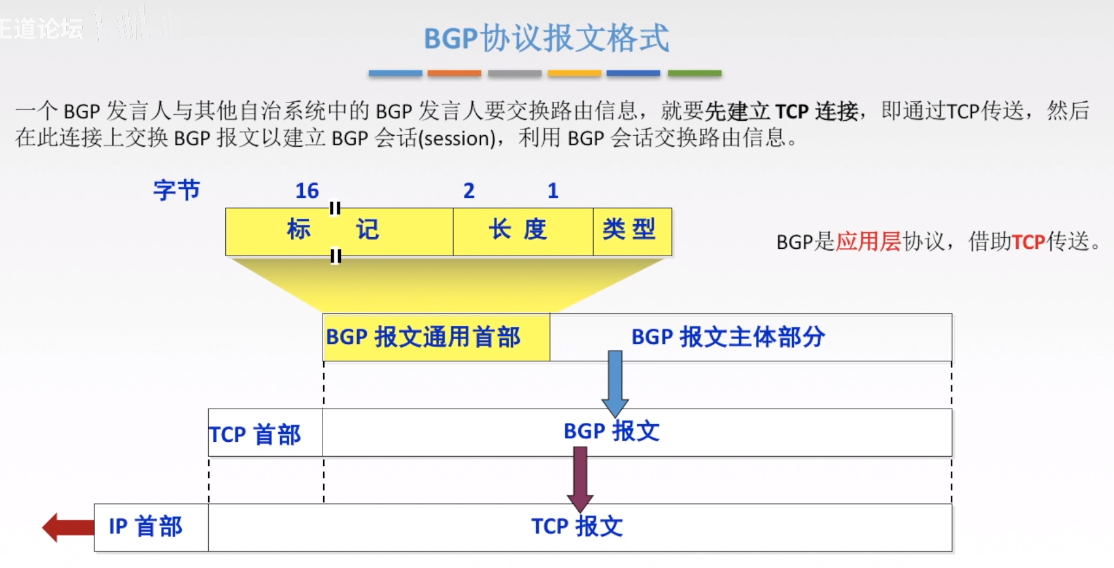 王道论坛
BGP协议报文格式
一个 BGP 发言人与其他自治系统中的 BGP 发言人要交换路由信息，就要先建立 TCP 连接，即通过TCP传送，然后
在此连接上交换 BGP 报文以建立 BGP 会话(session)，利用 BGP 会话交换路由信息。
字节 16 2 1
标 记 长 度 类 型
BGP是应用层协议，借助TCP传送。
BGP 报文通用首部 BGP 报文主体部分
TCP 首部 BGP 报文
IP 首部 TCP 报文